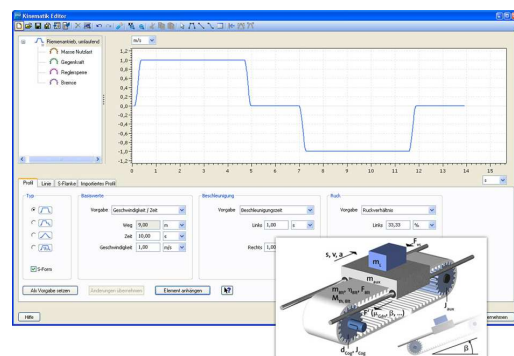 Kinematik Editor
Riemenantrieb, umlaufend
Masse Nutzlast
Gegenkraft
Reglersperre
Bremse
m/s
1,2
1,0
0,8
0,6
0,4
0,2
0,0
-0,2
-0,4
-0,6
-0,8
-1,0
-1,2
0 1 2 3 4 5 6 7 8 9 10 11 12 13 14 15
s
Profil Linie S-Flanke Importiertes Profil
Typ
S-Form
Basiswerte
Vorgabe Geschwindigkeit / Zeit
Weg 9,00 m
Zeit 10,00 s
Geschwindigkeit 1,00 m/s
Beschleunigung
Vorgabe Beschleunigungszeit
Links 1,00 s
Rechts 1,00
Ruck
Vorgabe Ruckverhältnis
Links 33,33 %
Als Vorgabe setzen Änderungen übernehmen Element anhängen
Hilfe
ernehmen
s, v, a
β